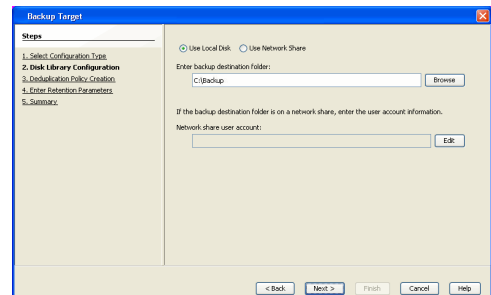 Backup Target
Steps
1. Select Configuration Type
2. Disk Library Configuration
3. Deduplication Policy Creation
4. Enter Retention Parameters
5. Summary
Use Local Disk Use Network Share
Enter backup destination folder:
C:\Backup Browse
If the backup destination folder is on a network share, enter the user account information.
Network share user account:
Edit
< Back Next > Finish Cancel Help